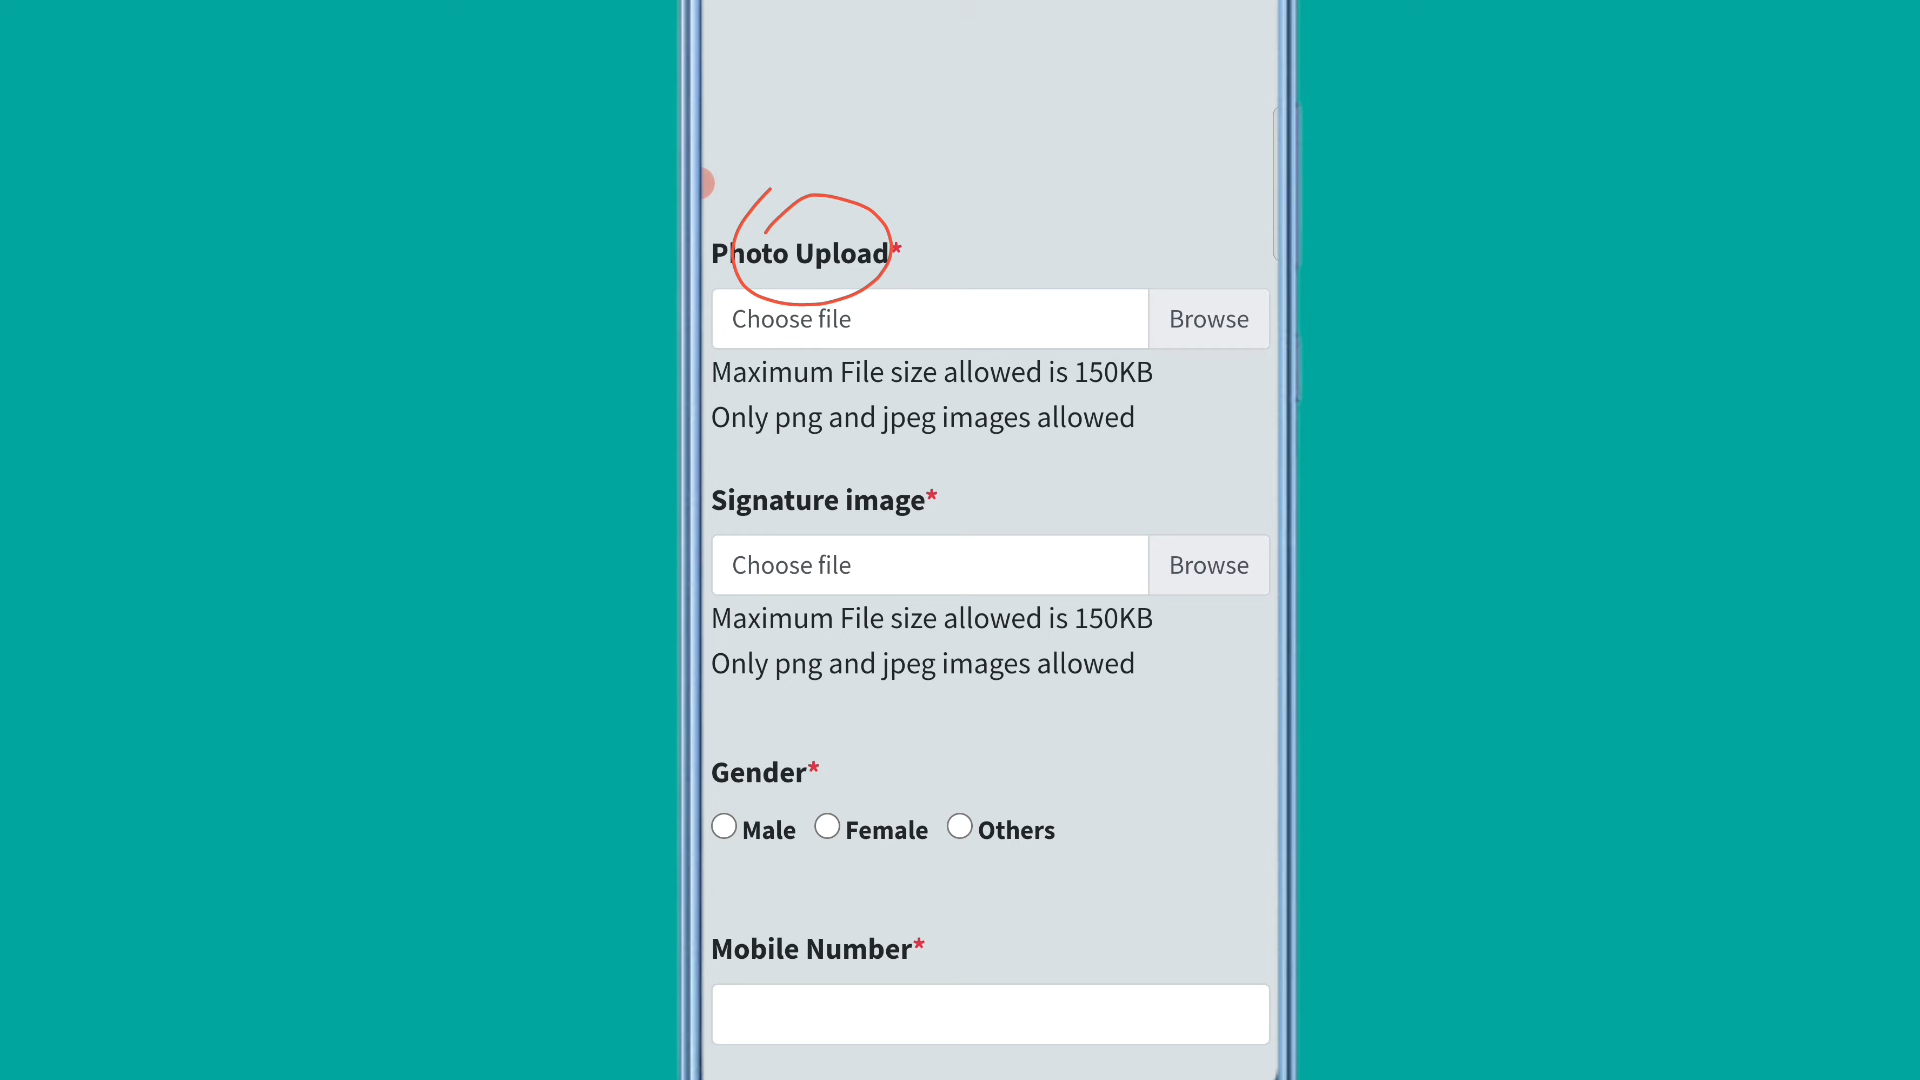 Photo Upload*
Choose file Browse
Maximum File size allowed is 150KB
Only png and jpeg images allowed
Signature image*
Choose file Browse
Maximum File size allowed is 150KB
Only png and jpeg images allowed
Gender*
Male Female Others
Mobile Number*